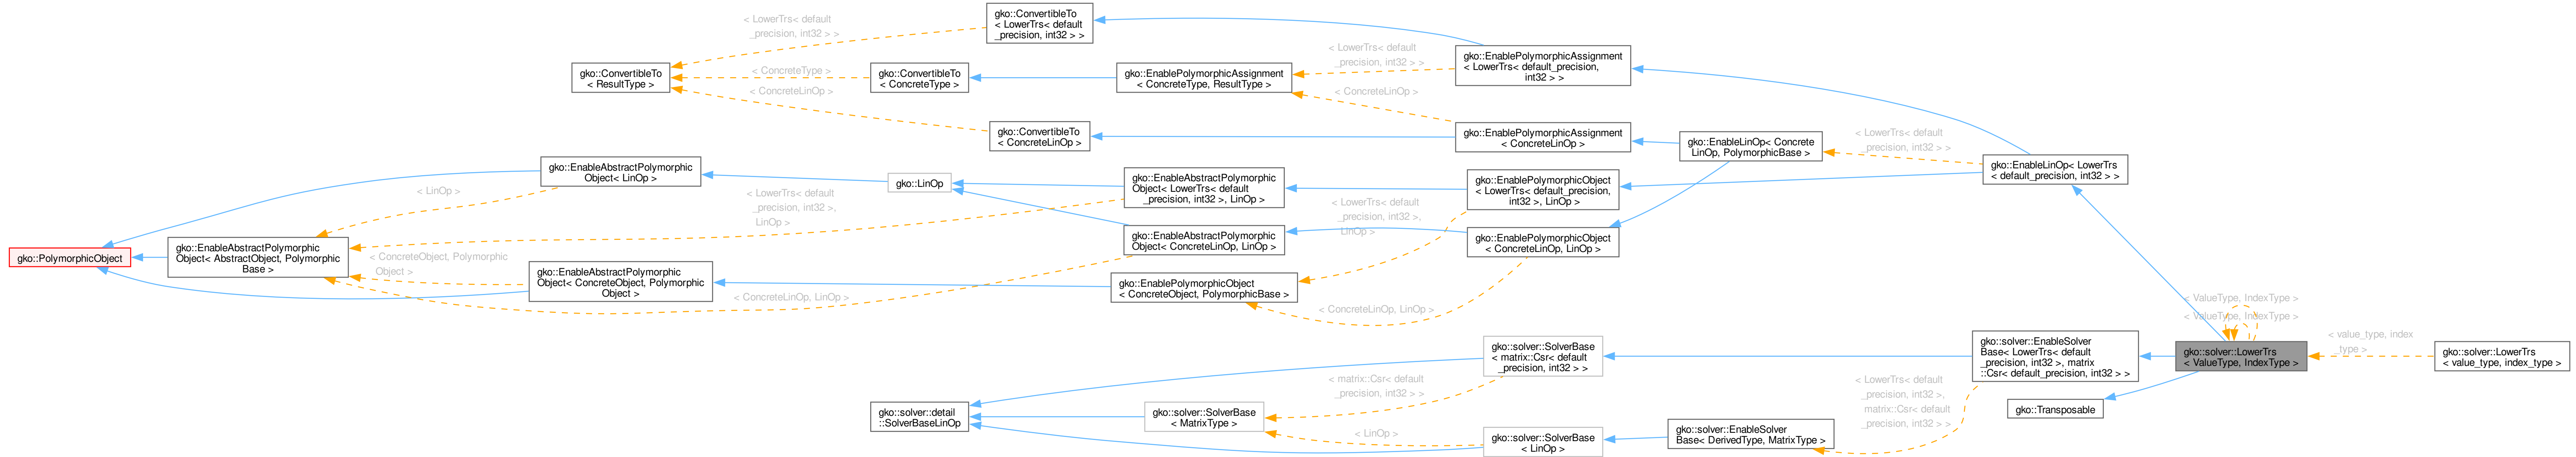 gko::PolymorphicObject
gko::EnableAbstractPolymorphic
Object< AbstractObject, Polymorphic
Base >
gko::EnableAbstractPolymorphic
Object< LinOp >
< LinOp >
< ConcreteObject, Polymorphic
Object >
gko::EnableAbstractPolymorphic
Object< ConcreteObject, Polymorphic
Object >
gko::ConvertibleTo
< ResultType >
< LowerTrs< default
_precision, int32 > >
< ConcreteType >
< ConcreteLinOp >
< LowerTrs< default
_precision, int32 >,
LinOp >
< ConcreteLinOp, LinOp >
gko::ConvertibleTo
< LowerTrs< default
_precision, int32 > >
gko::ConvertibleTo
< ConcreteType >
gko::ConvertibleTo
< ConcreteLinOp >
gko::LinOp
gko::solver::detail
::SolverBaseLinOp
gko::EnablePolymorphicAssignment
< ConcreteType, ResultType >
gko::EnableAbstractPolymorphic
Object< LowerTrs< default
_precision, int32 >, LinOp >
gko::EnableAbstractPolymorphic
Object< ConcreteLinOp, LinOp >
gko::EnablePolymorphicObject
< ConcreteObject, PolymorphicBase >
gko::solver::SolverBase
< MatrixType >
< LowerTrs< default
_precision, int32 > >
< ConcreteLinOp >
< LowerTrs< default
_precision, int32 >,
LinOp >
< ConcreteLinOp, LinOp >
< matrix::Csr< default
_precision, int32 > >
< LinOp >
gko::EnablePolymorphicAssignment
< LowerTrs< default_precision,
int32 > >
gko::EnablePolymorphicAssignment
< ConcreteLinOp >
gko::EnablePolymorphicObject
< LowerTrs< default_precision,
int32 >, LinOp >
gko::EnablePolymorphicObject
< ConcreteLinOp, LinOp >
gko::solver::SolverBase
< matrix::Csr< default
_precision, int32 > >
gko::solver::SolverBase
< LinOp >
gko::EnableLinOp< Concrete
LinOp, PolymorphicBase >
gko::solver::EnableSolver
Base< DerivedType, MatrixType >
< LowerTrs< default
_precision, int32 > >
< LowerTrs< default
_precision, int32 >,
matrix::Csr< default
_precision, int32 > >
gko::EnableLinOp< LowerTrs
< default_precision, int32 > >
gko::solver::EnableSolver
Base< LowerTrs< default
_precision, int32 >, matrix
::Csr< default_precision, int32 > >
gko::Transposable
< ValueType, IndexType >
< ValueType, IndexType >
gko::solver::LowerTrs
< ValueType, IndexType >
< value_type, index
_type >
gko::solver::LowerTrs
< value_type, index_type >